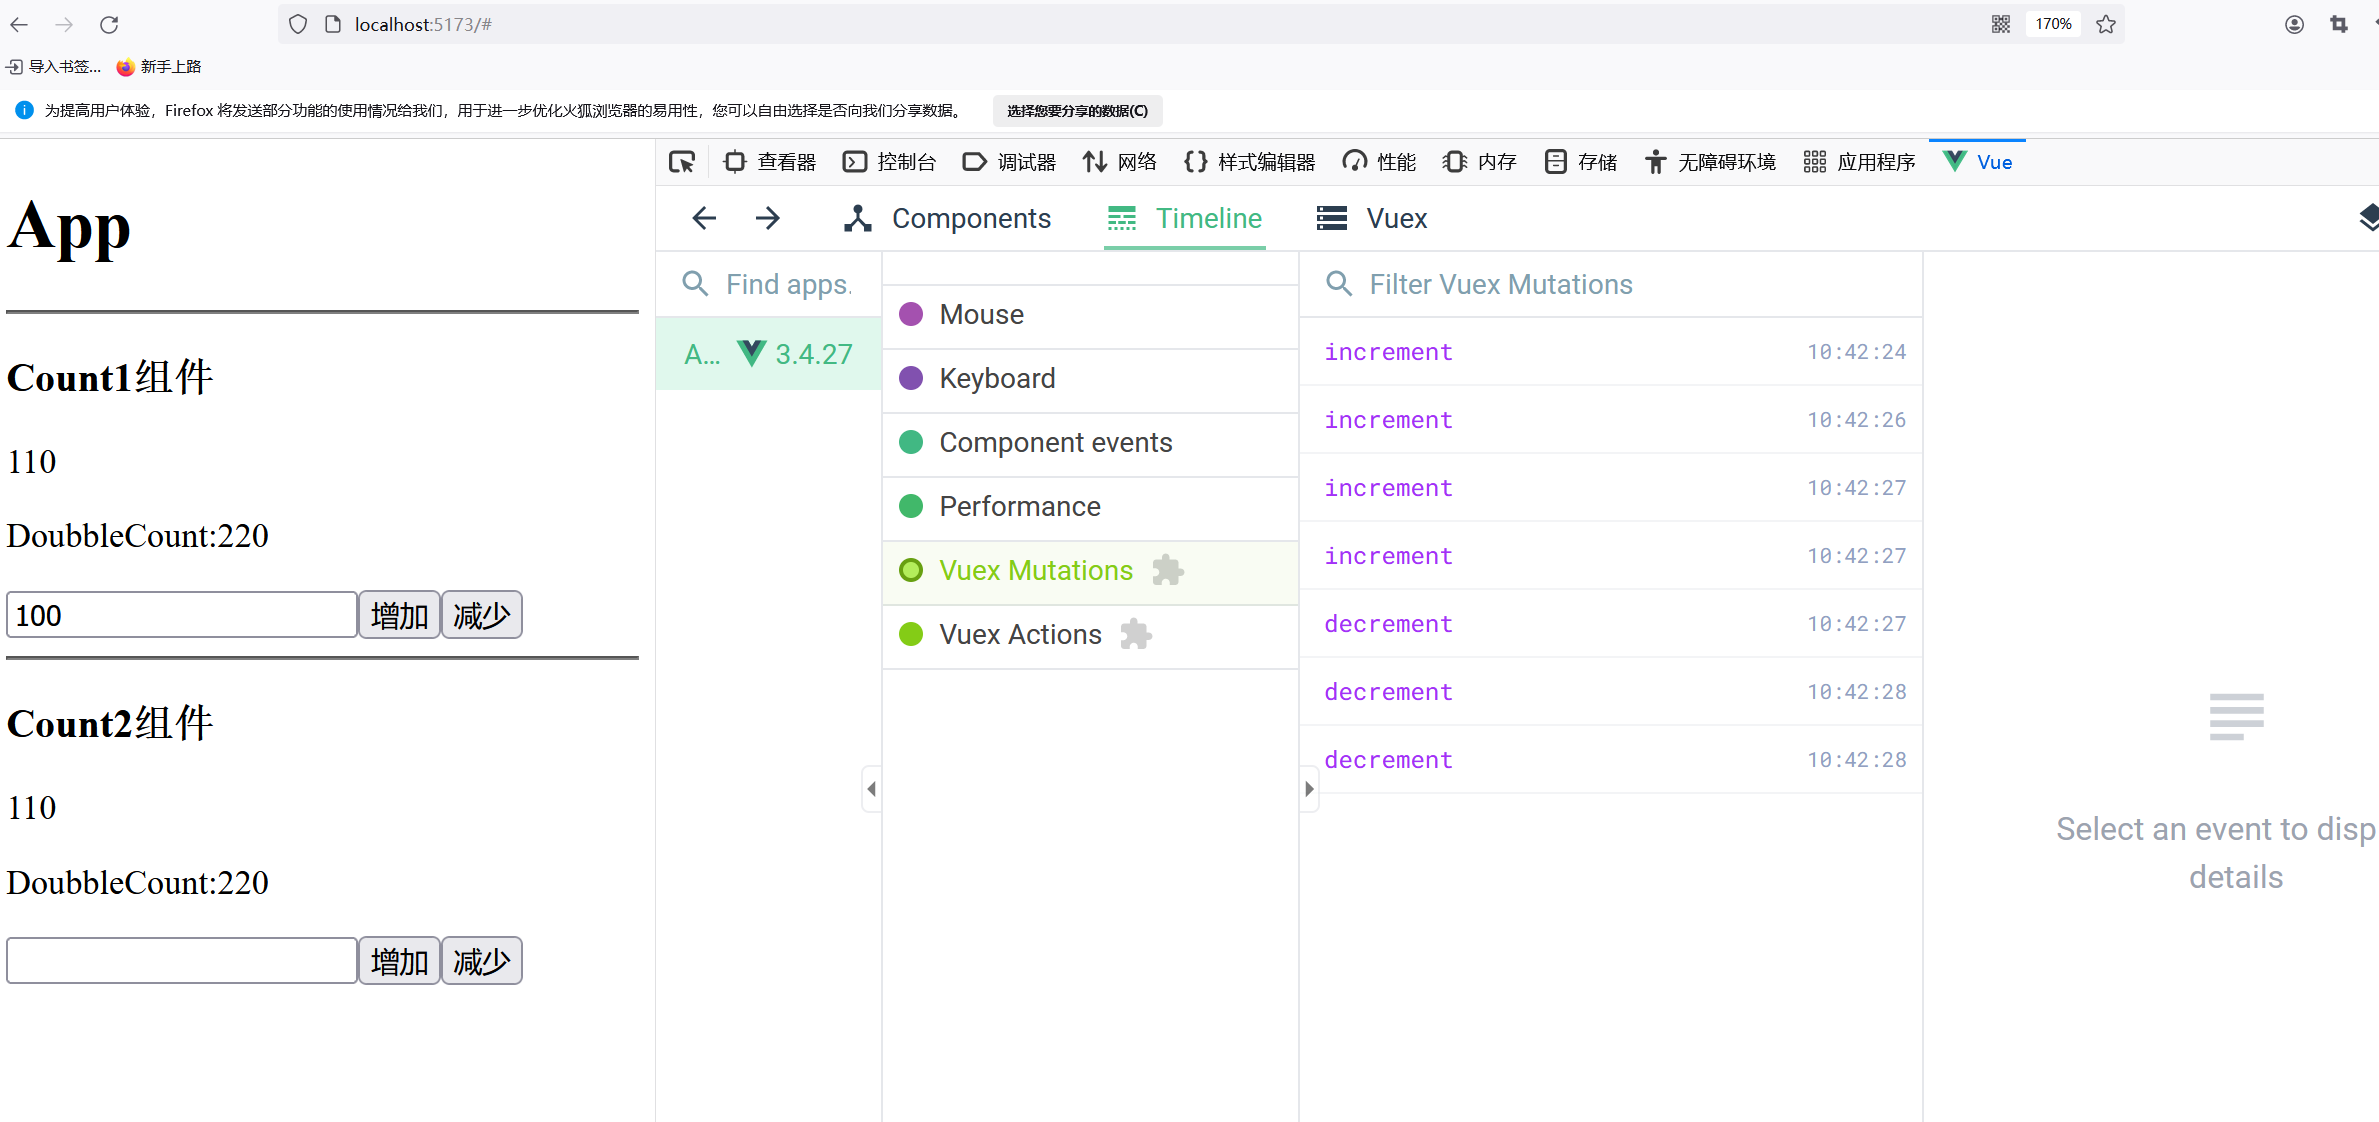 localhost:5173/#
170%
导入书签...
新手上路
为提高用户体验，Firefox 将发送部分功能的使用情况给我们，用于进一步优化火狐浏览器的易用性，您可以自由选择是否向我们分享数据。
选择您要分享的数据(C)
查看器
控制台
调试器
网络
样式编辑器
性能
内存
存储
无障碍环境
应用程序
Vue
Components
Timeline
Vuex
App
Count1组件
110
DoubbleCount:220
100
增加
减少
Count2组件
110
DoubbleCount:220
增加
减少
Find apps.
A... 3.4.27
Mouse
Keyboard
Component events
Performance
Vuex Mutations
Vuex Actions
Filter Vuex Mutations
increment 10:42:24
increment 10:42:26
increment 10:42:27
increment 10:42:27
decrement 10:42:27
decrement 10:42:28
decrement 10:42:28
Select an event to disp
details